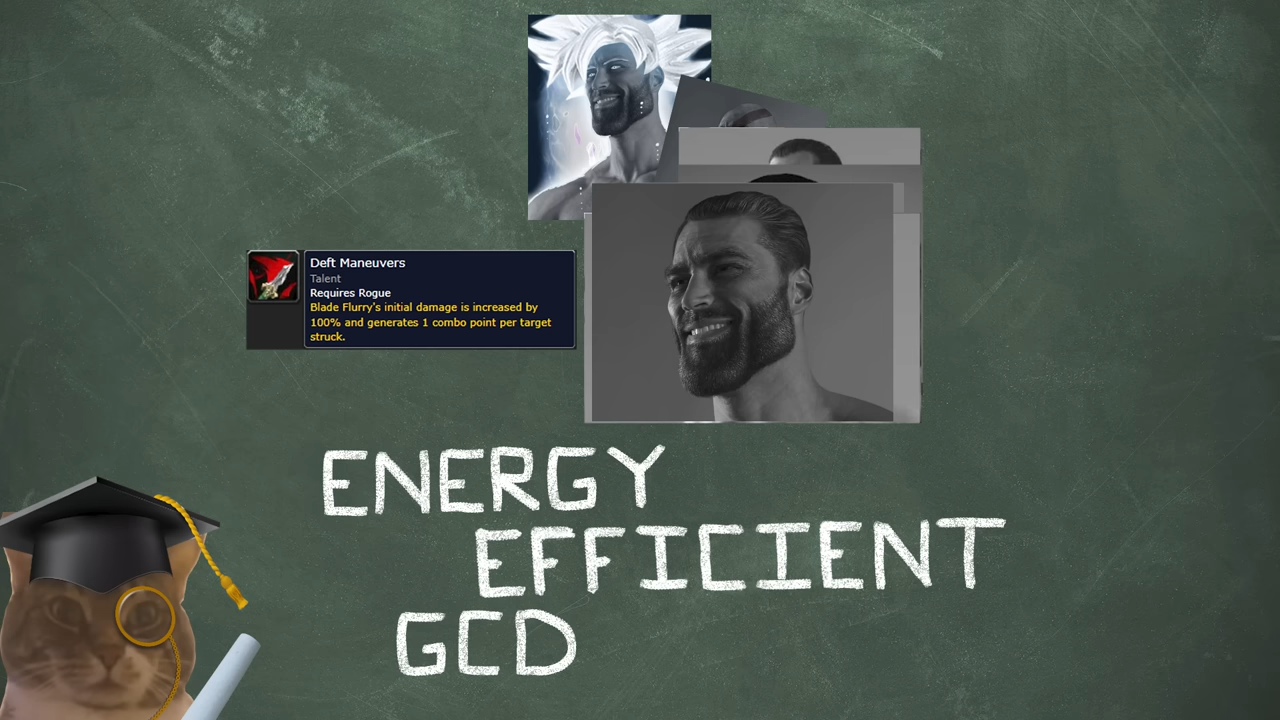 Deft Maneuvers
Talent
Requires Rogue
Blade Flurry's initial damage is increased by
100% and generates 1 combo point per target
struck.
ENERGY
EFFICIENT
GCD